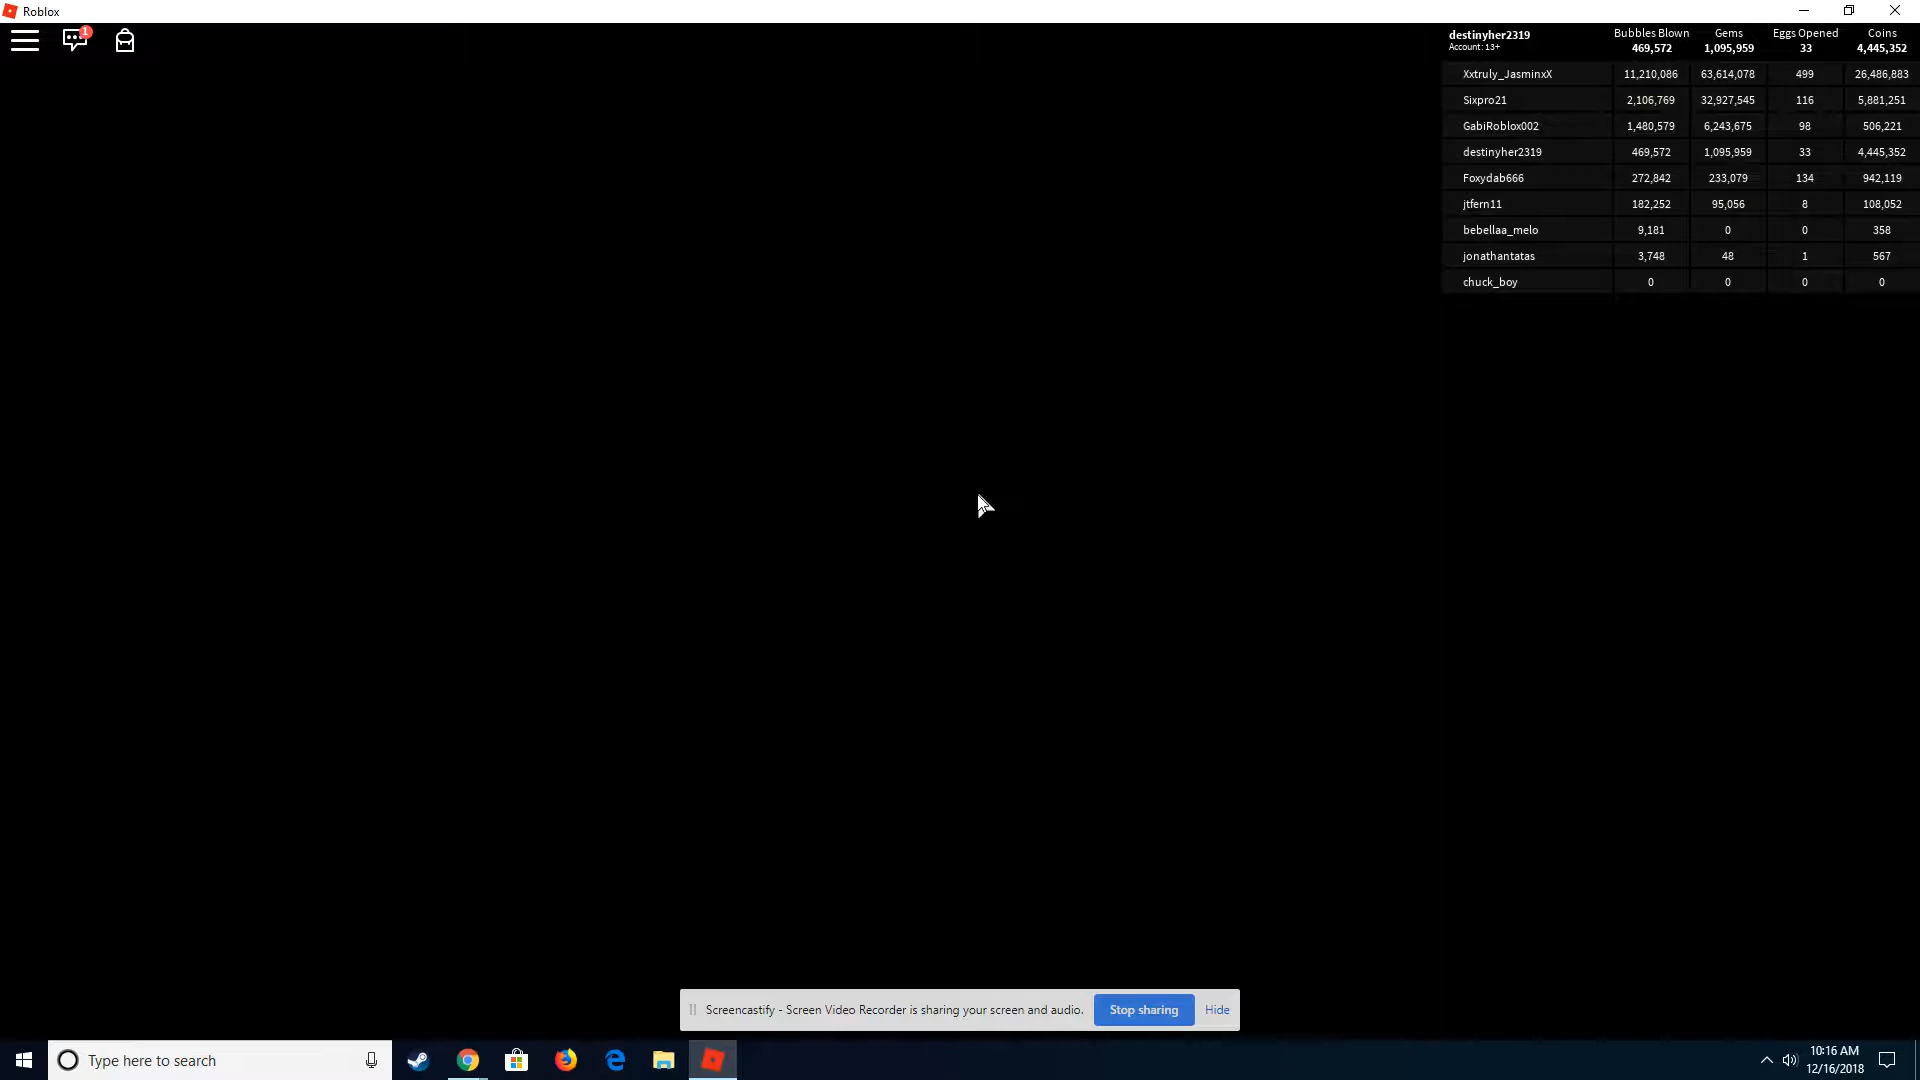 Roblox
1
destinyher2319 Bubbles Blown Gems Eggs Opened Coins
Account: 13+ 469,572 1,095,959 33 4,445,352
Xxtruly_JasminxX 11,210,086 63,614,078 499 26,486,883
Sixpro21 2,106,769 32,927,545 116 5,881,251
GabiRoblox002 1,480,579 6,243,675 98 506,221
destinyher2319 469,572 1,095,959 33 4,445,352
Foxydab666 272,842 233,079 134 942,119
jtfern11 182,252 95,056 8 108,052
bebellaa_melo 9,181 0 0 358
jonathantatas 3,748 48 1 567
chuck_boy 0 0 0 0
Screencastify - Screen Video Recorder is sharing your screen and audio. Stop sharing Hide
Type here to search
10:16 AM
12/16/2018